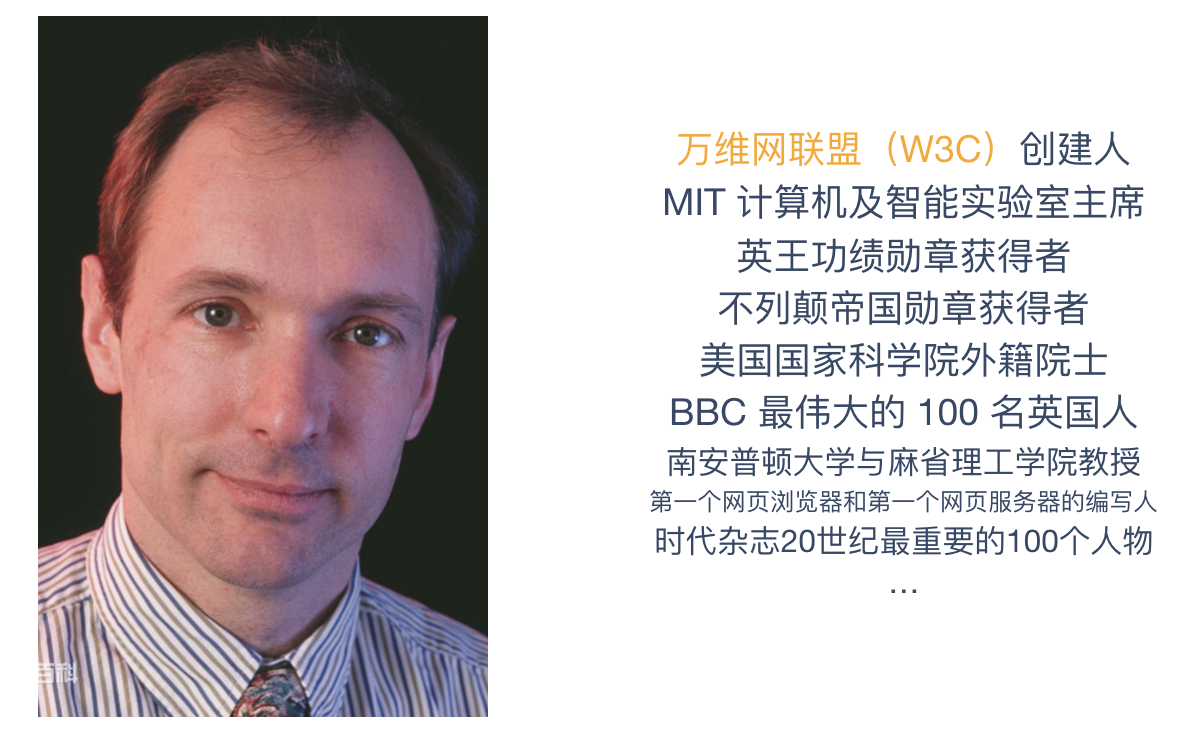 万维网联盟（W3C）创建人
MIT 计算机及智能实验室主席
英王功绩勋章获得者
不列颠帝国勋章获得者
美国国家科学院外籍院士
BBC 最伟大的 100 名英国人
南安普顿大学与麻省理工学院教授
第一个网页浏览器和第一个网页服务器的编写人
时代杂志20世纪最重要的100个人物
...
百科